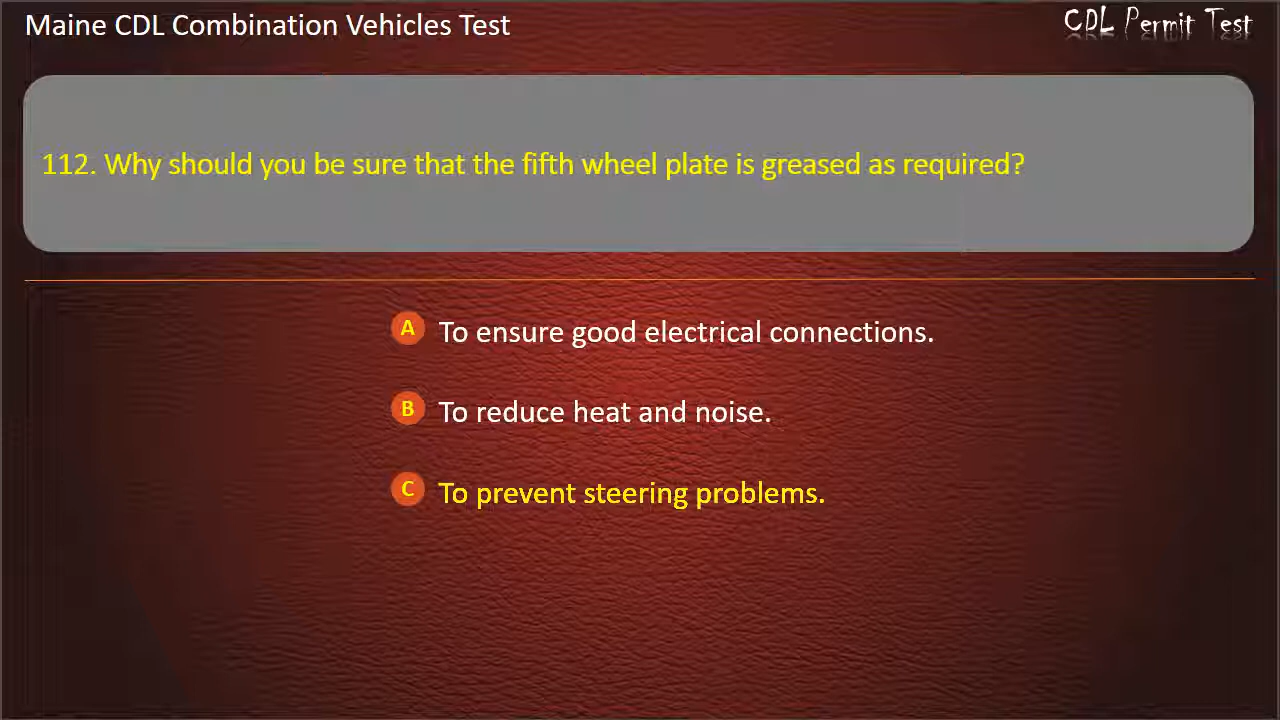 Maine CDL Combination Vehicles Test
CDL Permit Test
112. Why should you be sure that the fifth wheel plate is greased as required?
A To ensure good electrical connections.
B To reduce heat and noise.
C To prevent steering problems.